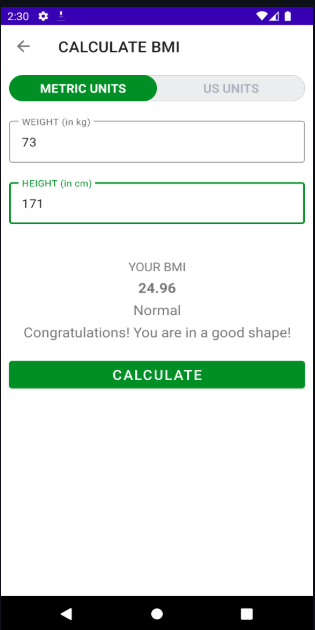 2:30
CALCULATE BMI
METRIC UNITS US UNITS
WEIGHT (in kg)
73
HEIGHT (in cm)
171
YOUR BMI
24.96
Normal
Congratulations! You are in a good shape!
CALCULATE